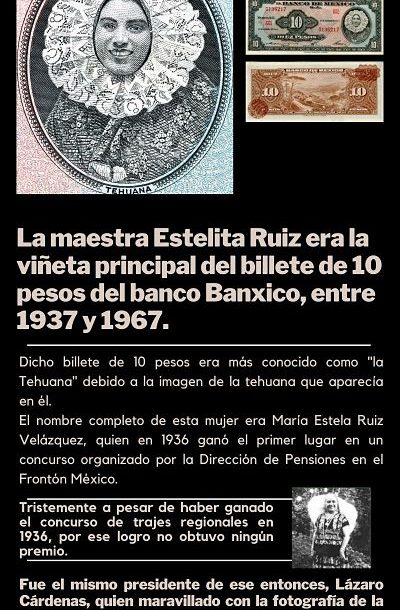 TEHUANA
BANCO DE MEXICO
10
10
10
La maestra Estelita Ruiz era la
viñeta principal del billete de 10
pesos del banco Banxico, entre
1937 y 1967.
Dicho billete de 10 pesos era más conocido como "la
Tehuana" debido a la imagen de la tehuana que aparecía
en él.
El nombre completo de esta mujer era María Estela Ruiz
Velázquez, quien en 1936 ganó el primer lugar en un
concurso organizado por la Dirección de Pensiones en el
Frontón México.
Tristemente a pesar de haber ganado
el concurso de trajes regionales en
1936, por ese logro no obtuvo ningún
premio.
Fue el mismo presidente de ese entonces, Lázaro
Cárdenas, quien maravillado con la fotografía de la